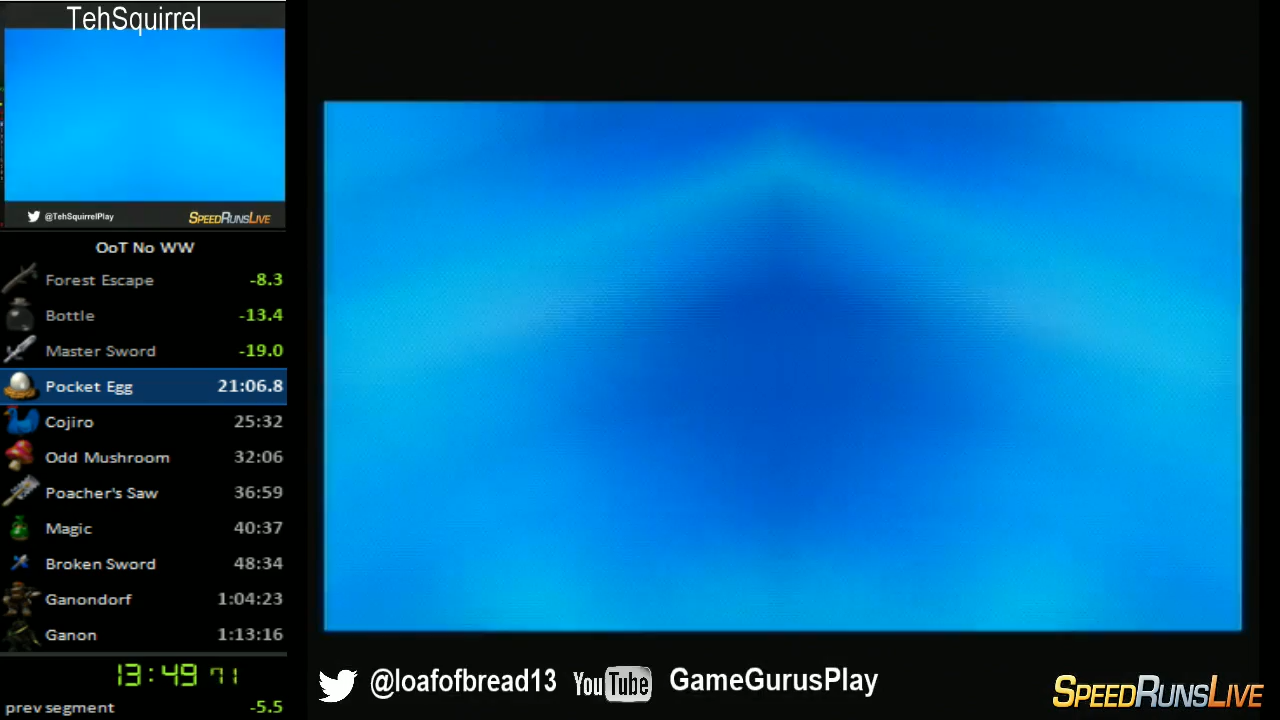 TehSquirrel
@TehSquirrelPlay
SPEEDRUNSLIVE
OoT No WW
Forest Escape -8.3
Bottle -13.4
Master Sword -19.0
Pocket Egg 21:06.8
Cojiro 25:32
Odd Mushroom 32:06
Poacher's Saw 36:59
Magic 40:37
Broken Sword 48:34
Ganondorf 1:04:23
Ganon 1:13:16
13:49 71
prev segment -5.5
@loafofbread13 YouTube GameGurusPlay
SPEEDRUNSLIVE